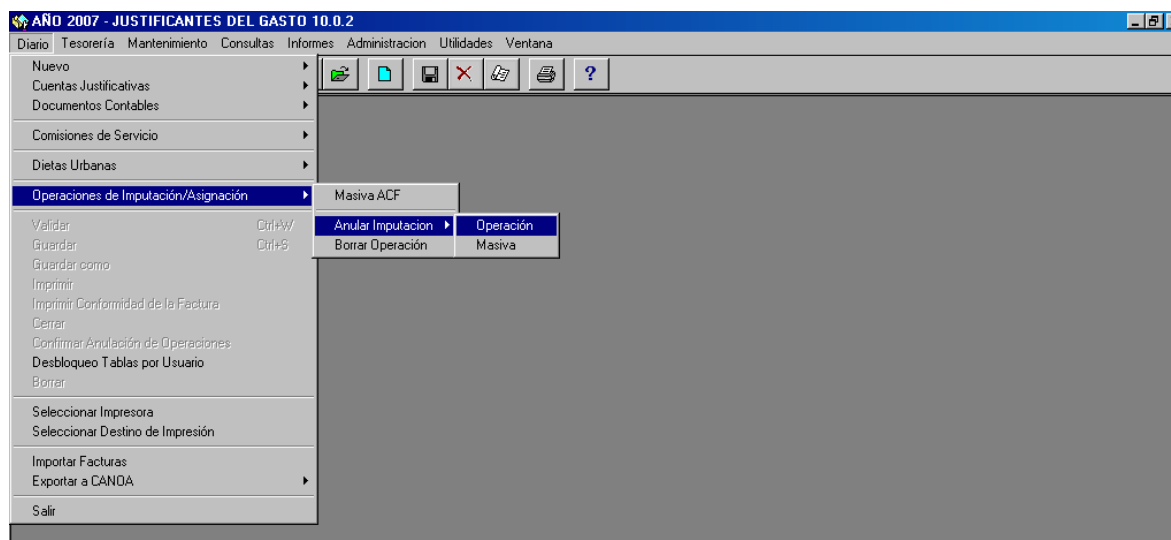 AÑO 2007 - JUSTIFICANTES DEL GASTO 10.0.2
Diario Tesorería Mantenimiento Consultas Informes Administracion Utilidades Ventana
Nuevo
Cuentas Justificativas
Documentos Contables
Comisiones de Servicio
Dietas Urbanas
Operaciones de Imputación/Asignación
Masiva ACF
Validar Ctrl+W
Anular Imputacion
Operación
Guardar Ctrl+S
Borrar Operación
Masiva
Guardar como
Imprimir
Imprimir Conformidad de la Factura
Cerrar
Confirmar Anulación de Operaciones
Desbloqueo Tablas por Usuario
Borrar
Seleccionar Impresora
Seleccionar Destino de Impresión
Importar Facturas
Exportar a CANOA
Salir